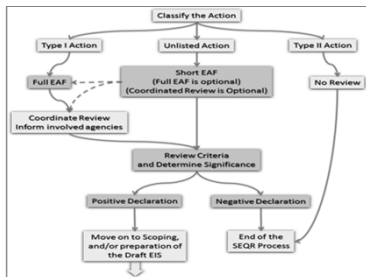 Classify the Action
Type I Action
Unlisted Action
Type II Action
Full EAF
Short EAF
(Full EAF is optional)
(Coordinated Review is Optional)
No Review
Coordinate Review
Inform involved agencies
Review Criteria
and Determine Significance
Positive Declaration
Negative Declaration
Move on to Scoping,
and/or preparation of
the Draft EIS
End of the
SEQR Process